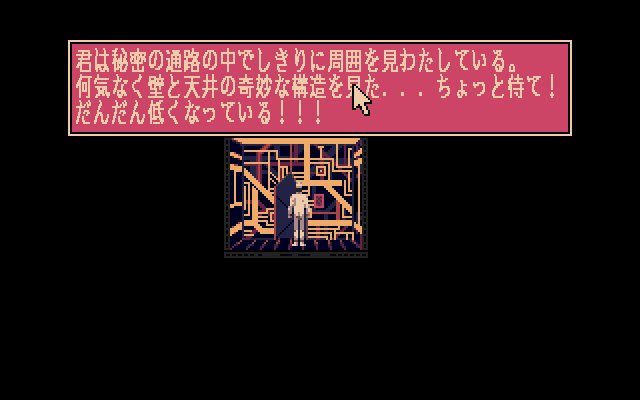 君は秘密の通路の中でしきりに周囲を見わたしている。
何気なく壁と天井の奇妙な構造を見た...ちょっと待て！
だんだん低くなっている！！！